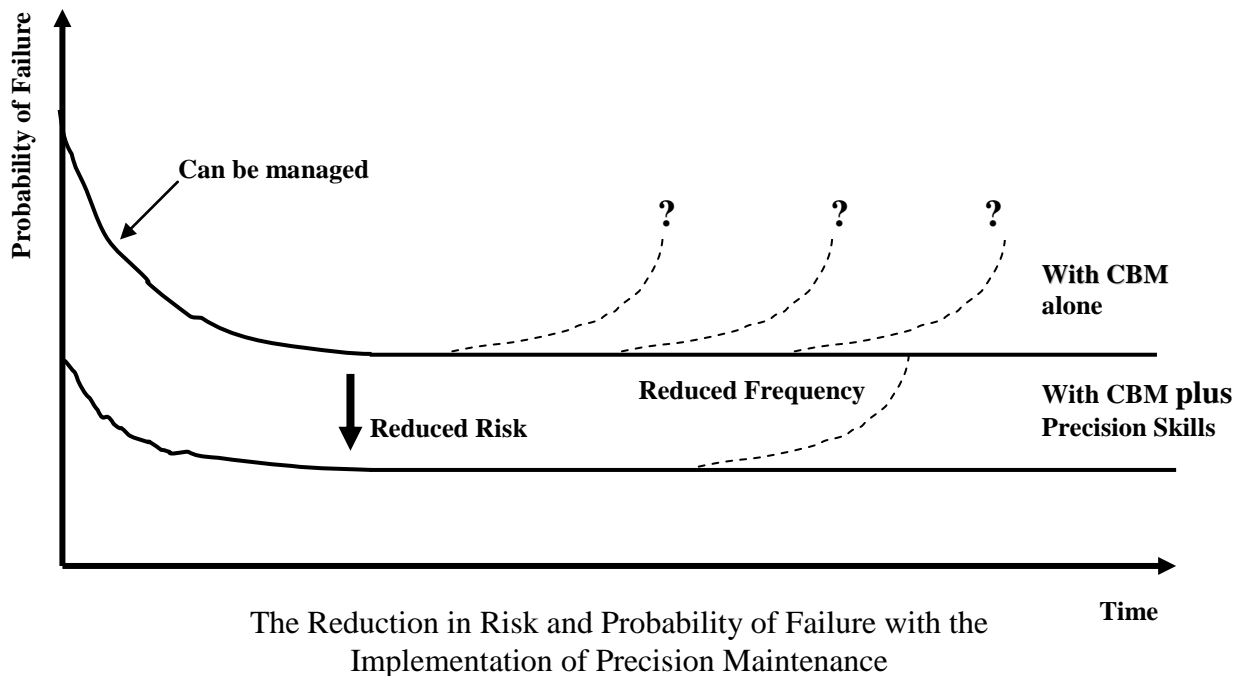 Probability of Failure
Can be managed
?
?
?
With CBM
alone
Reduced Frequency
With CBM plus
Precision Skills
Reduced Risk
Time
The Reduction in Risk and Probability of Failure with the
Implementation of Precision Maintenance